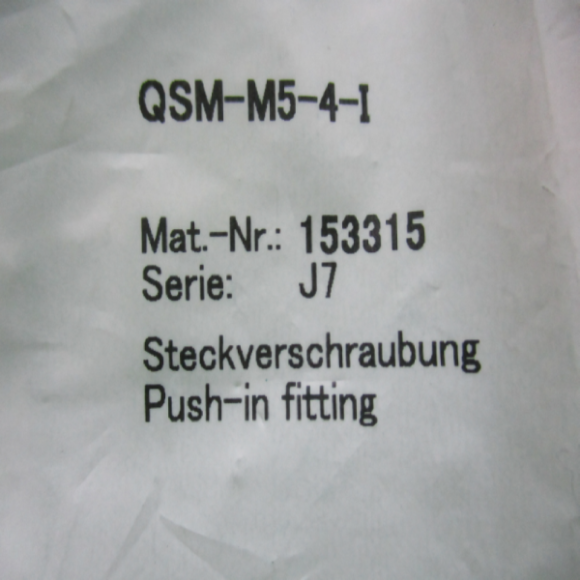 QSM-M5-4-I
Mat.-Nr.: 153315
Serie: J7
Steckverschraubung
Push-in fitting